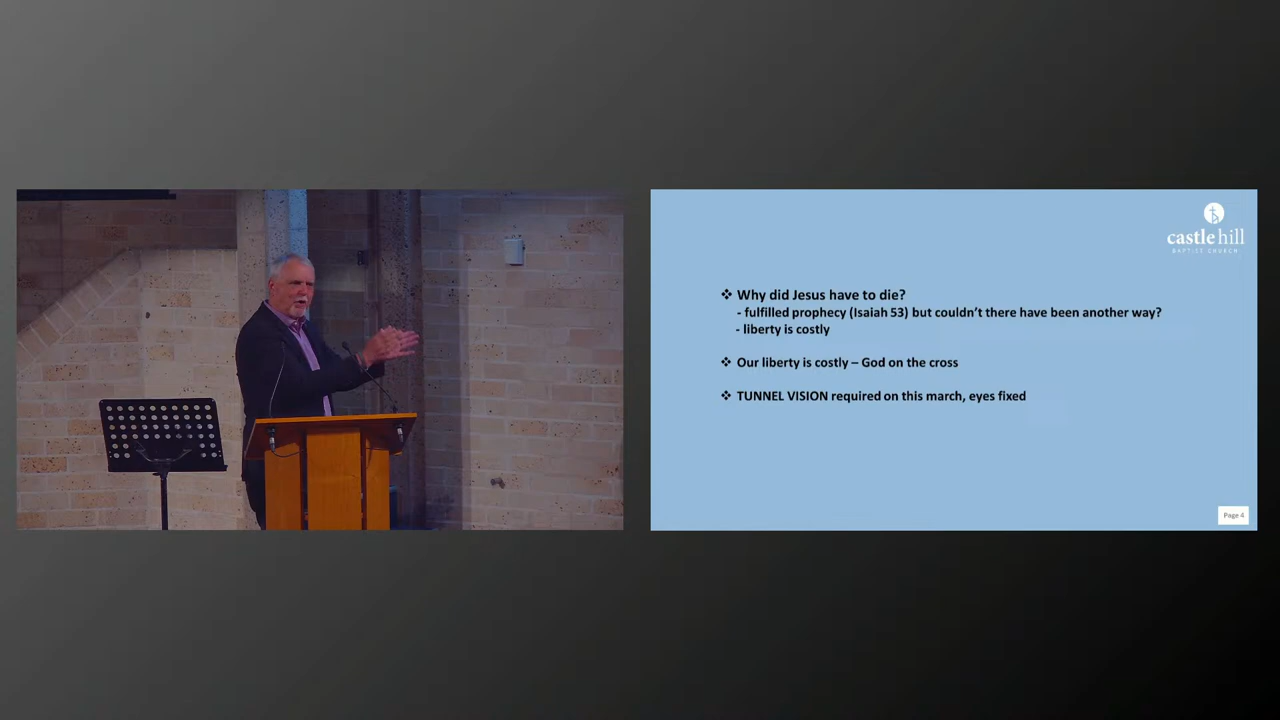 castle hill
BAPTIST CHURCH
❖ Why did Jesus have to die?
- fulfilled prophecy (Isaiah 53) but couldn't there have been another way?
- liberty is costly
❖ Our liberty is costly – God on the cross
❖ TUNNEL VISION required on this march, eyes fixed
Page 4